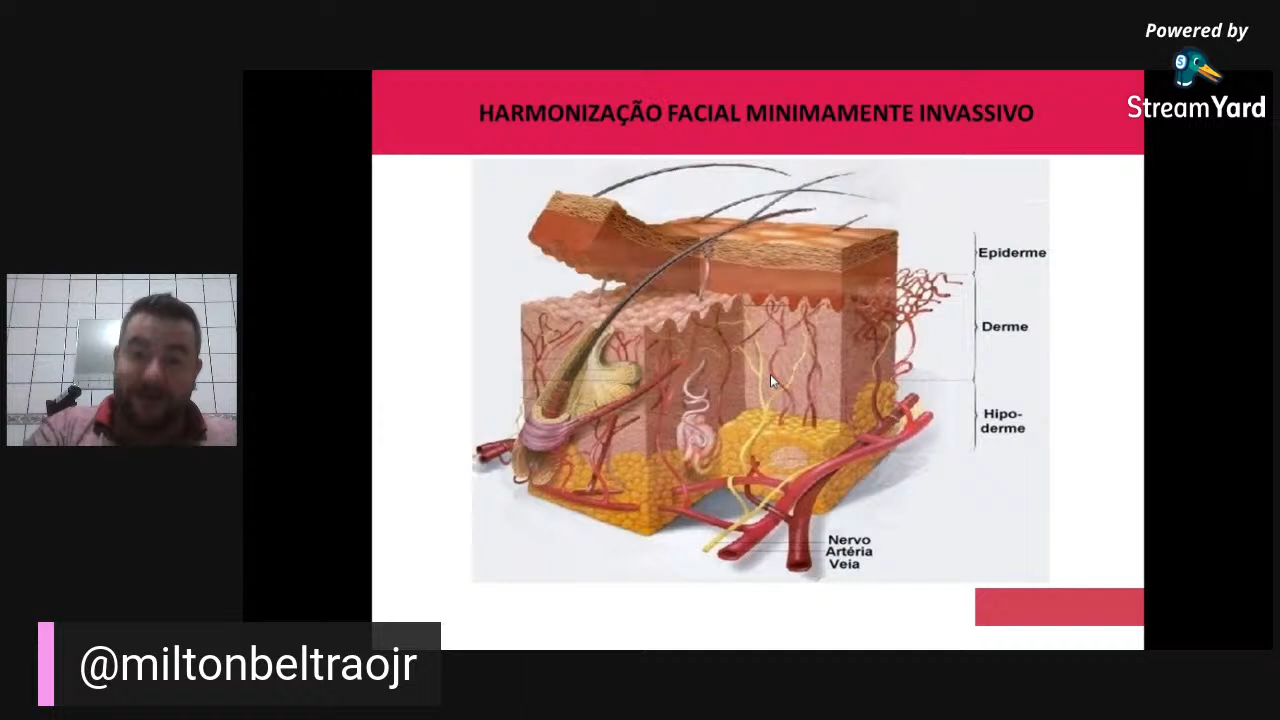 Powered by
StreamYard
HARMONIZAÇÃO FACIAL MINIMAMENTE INVASSIVO
Epiderme
Derme
Hipo-
derme
Nervo
Artéria
Veia
@miltonbeltraojr